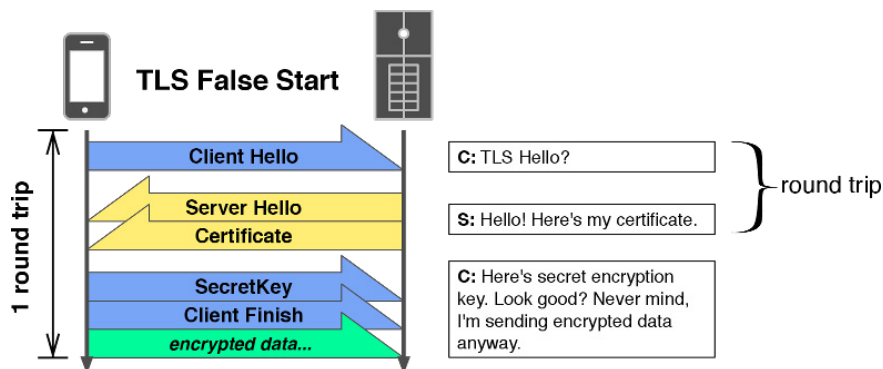 TLS False Start
1 round trip
Client Hello
Server Hello
Certificate
SecretKey
Client Finish
encrypted data...
C: TLS Hello?
S: Hello! Here's my certificate.
round trip
C: Here's secret encryption
key. Look good? Never mind,
I'm sending encrypted data
anyway.